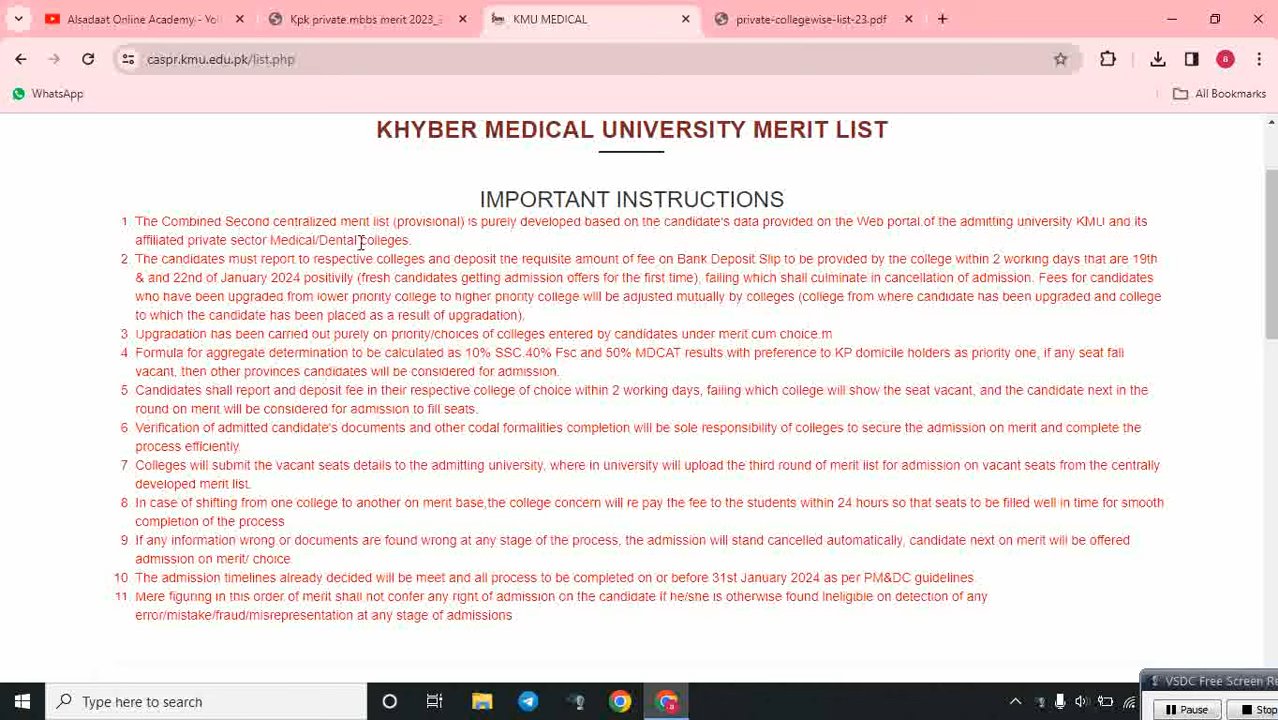 Alsadaat Online Academy - Yo
Kpk private.mbbs merit 2023_
KMU MEDICAL
private-collegewise-list-23.pdf
caspr.kmu.edu.pk/list.php
8
WhatsApp
All Bookmarks
KHYBER MEDICAL UNIVERSITY MERIT LIST
IMPORTANT INSTRUCTIONS
1 The Combined Second centralized merit list (provisional) is purely developed based on the candidate's data provided on the Web portal.of the admitting university KMU and its
affiliated private sector Medical/Dental colleges.
2 The candidates must report to respective colleges and deposit the requisite amount of fee on Bank Deposit Slip to be provided by the college within 2 working days that are 19th
& and 22nd of January 2024 positivily (fresh candidates getting admission offers for the first time), failing which shall culminate in cancellation of admission. Fees for candidates
who have been upgraded from lower priority college to higher priority college will be adjusted mutually by colleges (college from where candidate has been upgraded and college
to which the candidate has been placed as a result of upgradation).
3 Upgradation has been carried out purely on priority/choices of colleges entered by candidates under merit cum choice.m
4 Formula for aggregate determination to be calculated as 10% SSC 40% Fsc and 50% MDCAT results with preference to KP domicile holders as priority one, if any seat fall
vacant, then other provinces candidates will be considered for admission.
5 Candidates shall report and deposit fee in their respective college of choice within 2 working days, failing which college will show the seat vacant, and the candidate next in the
round on merit will be considered for admission to fill seats.
6 Verification of admitted candidate's documents and other codal formalities completion will be sole responsibility of colleges to secure the admission on merit and complete the
process efficiently.
7 Colleges will submit the vacant seats details to the admitting university, where in university will upload the third round of merit list for admission on vacant seats from the centrally
developed merit list.
8 In case of shifting from one college to another on merit base,the college concern will re pay the fee to the students within 24 hours so that seats to be filled well in time for smooth
completion of the process
9 If any information wrong or documents are found wrong at any stage of the process, the admission will stand cancelled automatically, candidate next on merit will be offered
admission on merit/ choice
10 The admission timelines already decided will be meet and all process to be completed on or before 31st January 2024 as per PM&DC guidelines
11 Mere figuring in this order of merit shall not confer any right of admission on the candidate if he/she is otherwise found Ineligible on detection of any
error/mistake/fraud/misrepresentation at any stage of admissions
Type here to search
VSDC Free Screen Re
Pause
Stop